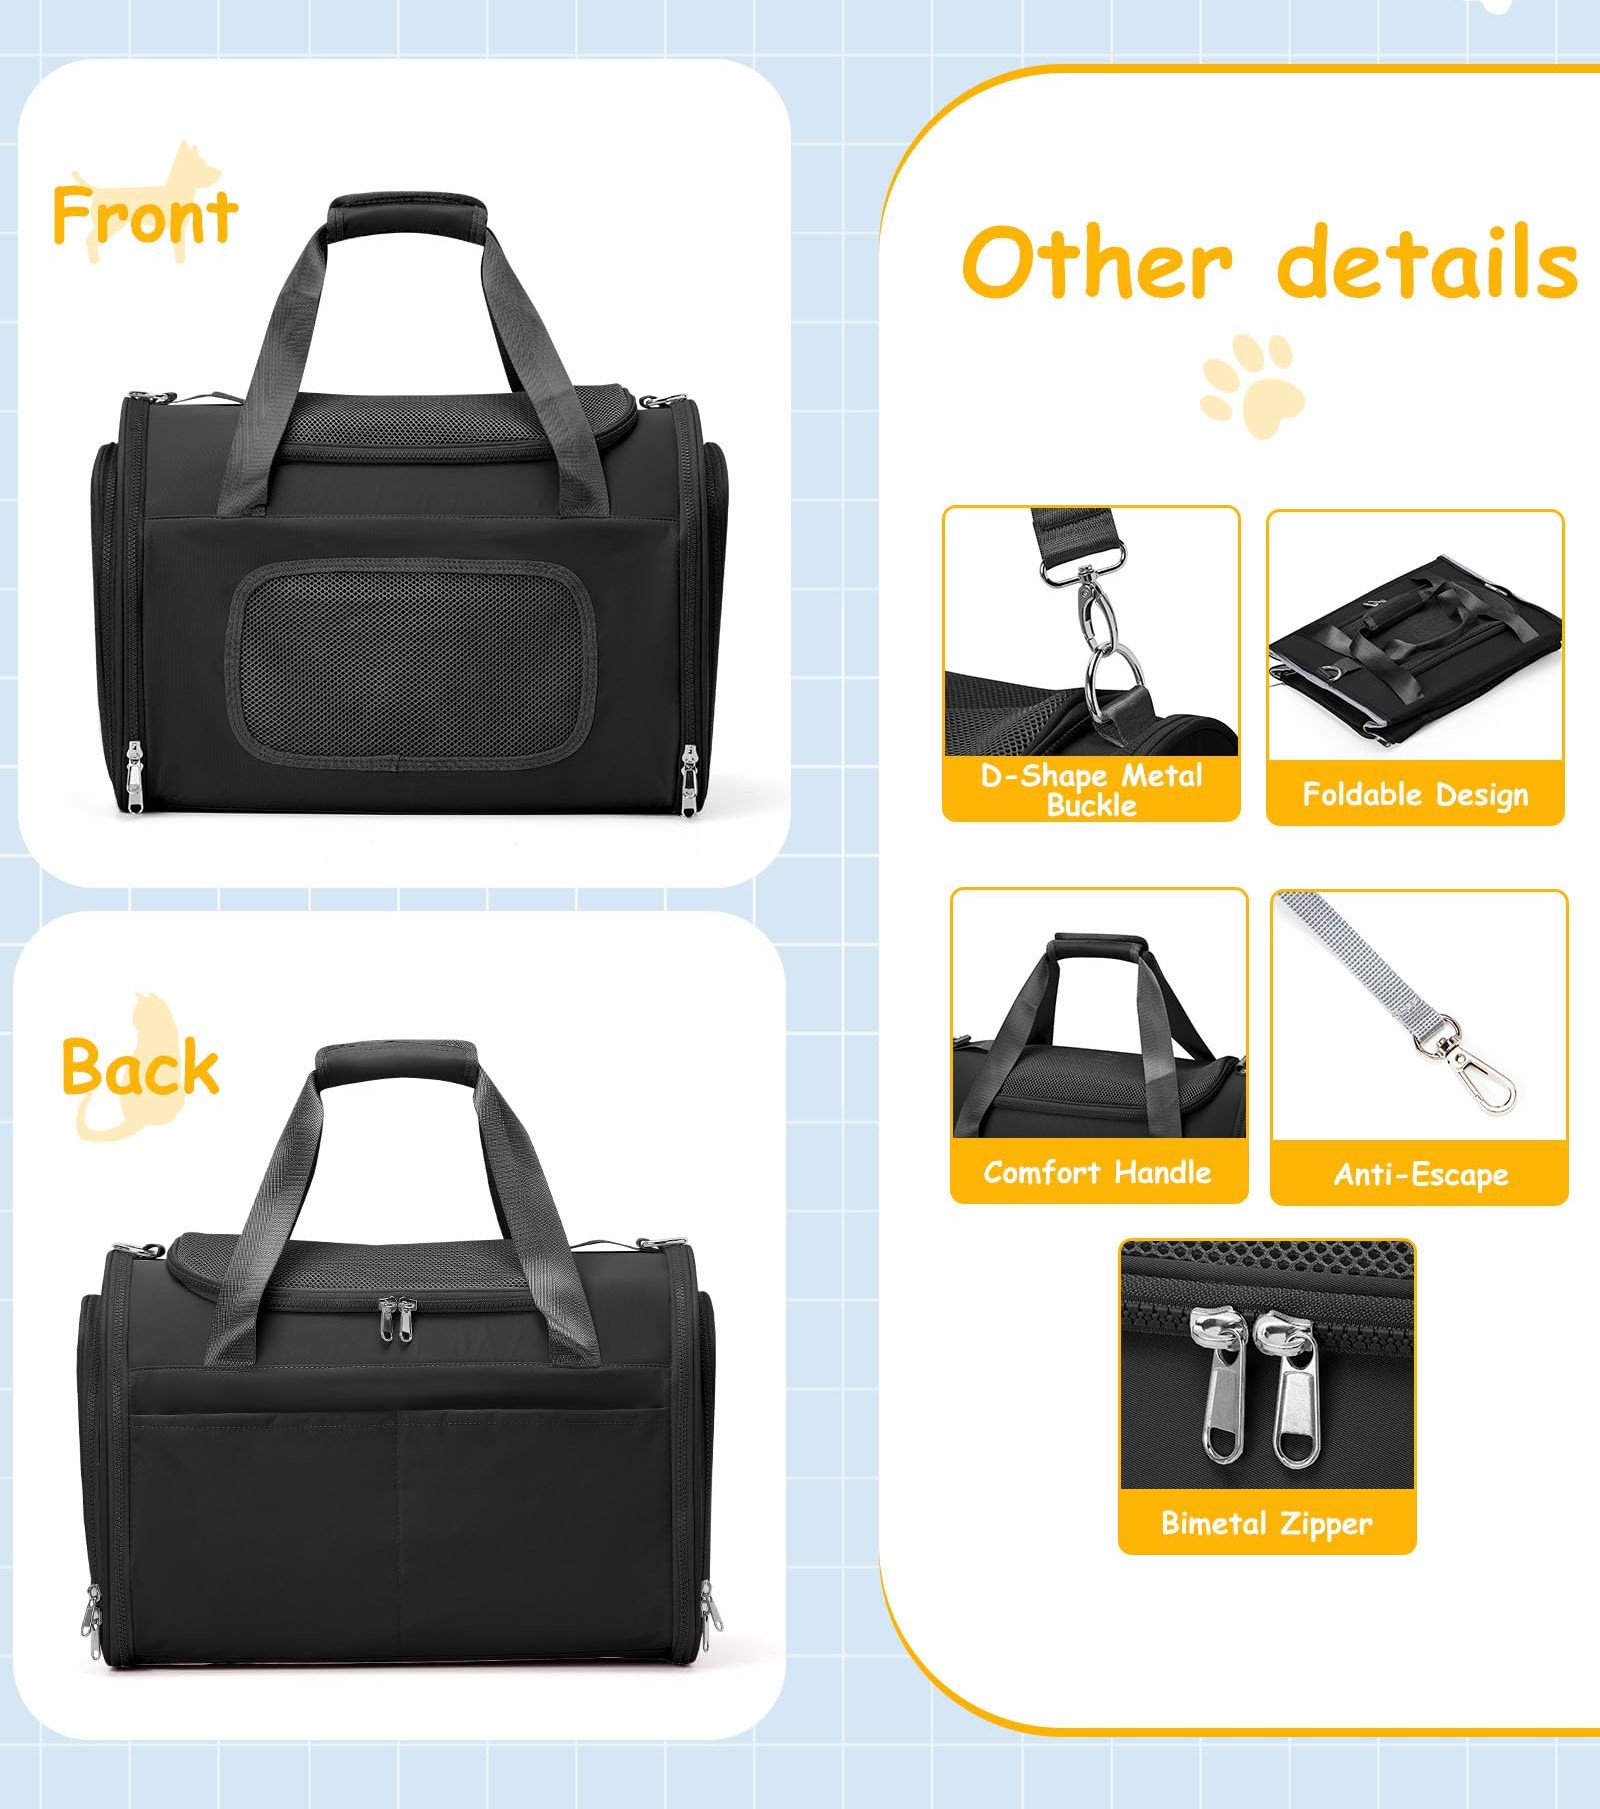 Front
Back
Other details
D-Shape Metal
Buckle
Foldable Design
Comfort Handle
Anti-Escape
Bimetal Zipper